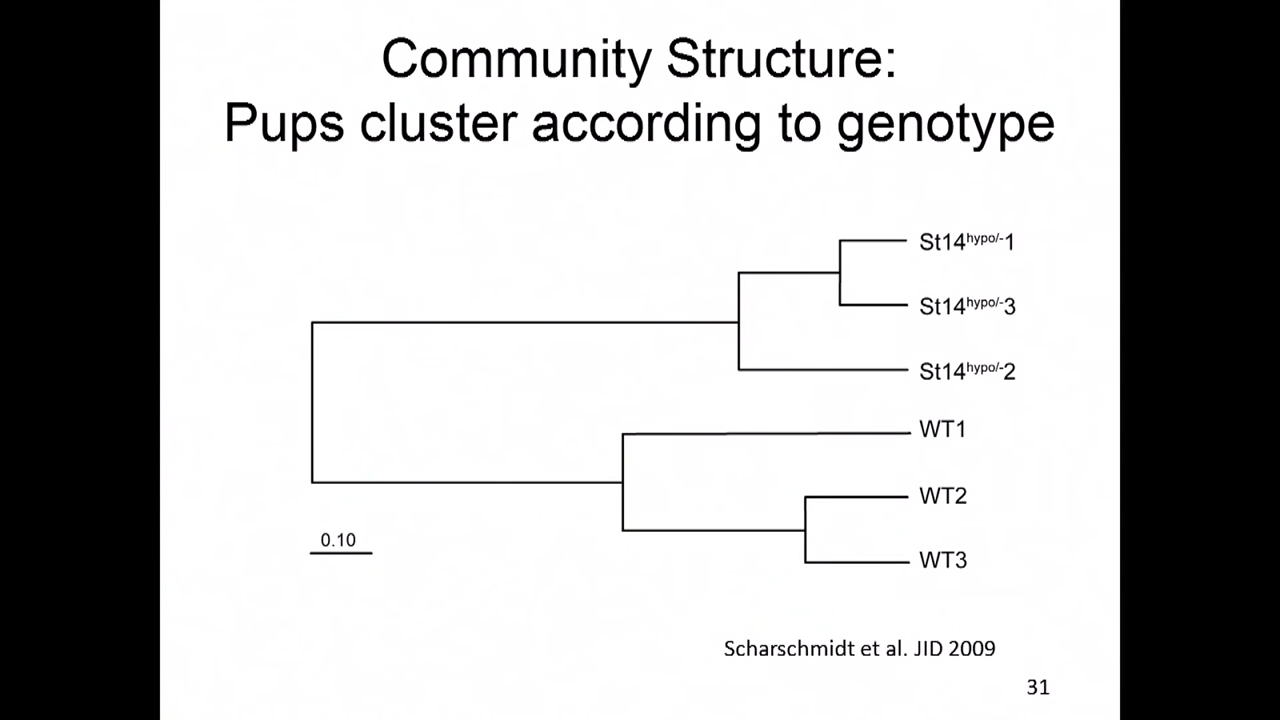 Community Structure:
Pups cluster according to genotype
St14hypo/-1
St14hypo/-3
St14hypo/-2
WT1
WT2
WT3
0.10
Scharschmidt et al. JID 2009
31